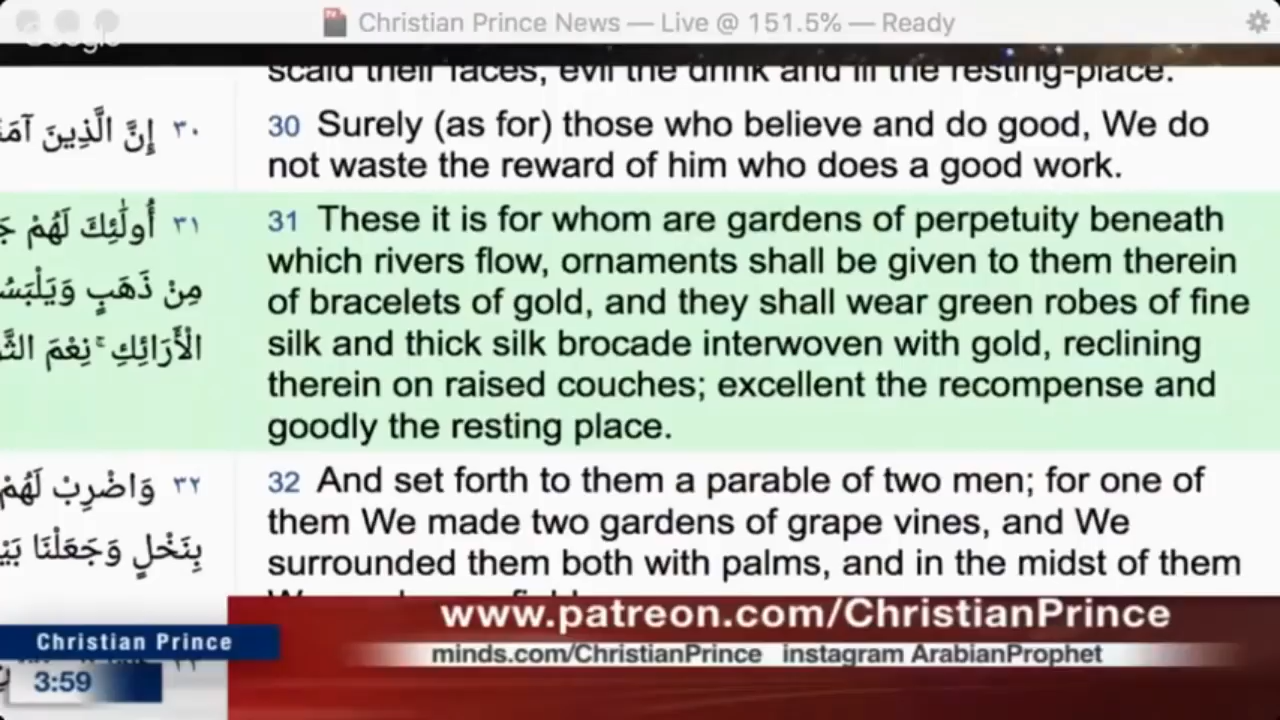 Christian Prince News — Live @ 151.5% — Ready
Google
scald their faces; evil the drink and ill the resting-place.
٣٠ إِنَّ الَّذِينَ
30 Surely (as for) those who believe and do good, We do
not waste the reward of him who does a good work.
٣١ أُولَٰئِكَ لَهُمْ
31 These it is for whom are gardens of perpetuity beneath
which rivers flow, ornaments shall be given to them therein
مِنْ ذَهَبٍ
of bracelets of gold, and they shall wear green robes of fine
silk and thick silk brocade interwoven with gold, reclining
الْأَرَائِكِ ۚ نِعْمَ
therein on raised couches; excellent the recompense and
goodly the resting place.
٣٢ وَاضْرِبْ لَهُمْ
32 And set forth to them a parable of two men; for one of
them We made two gardens of grape vines, and We
بِنَخْلٍ وَجَعَلْنَا
surrounded them both with palms, and in the midst of them
www.patreon.com/ChristianPrince
Christian Prince
minds.com/ChristianPrince instagram ArabianProphet
3:59